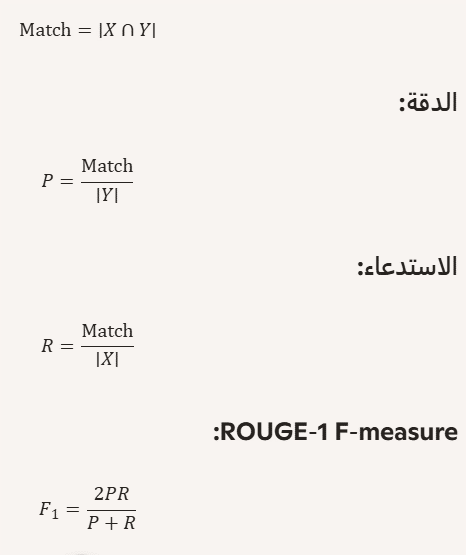 Match = |X ∩ Y|
الدقة:
P = Match / |Y|
الاستدعاء:
R = Match / |X|
ROUGE-1 F-measure:
F₁ = 2PR / P + R